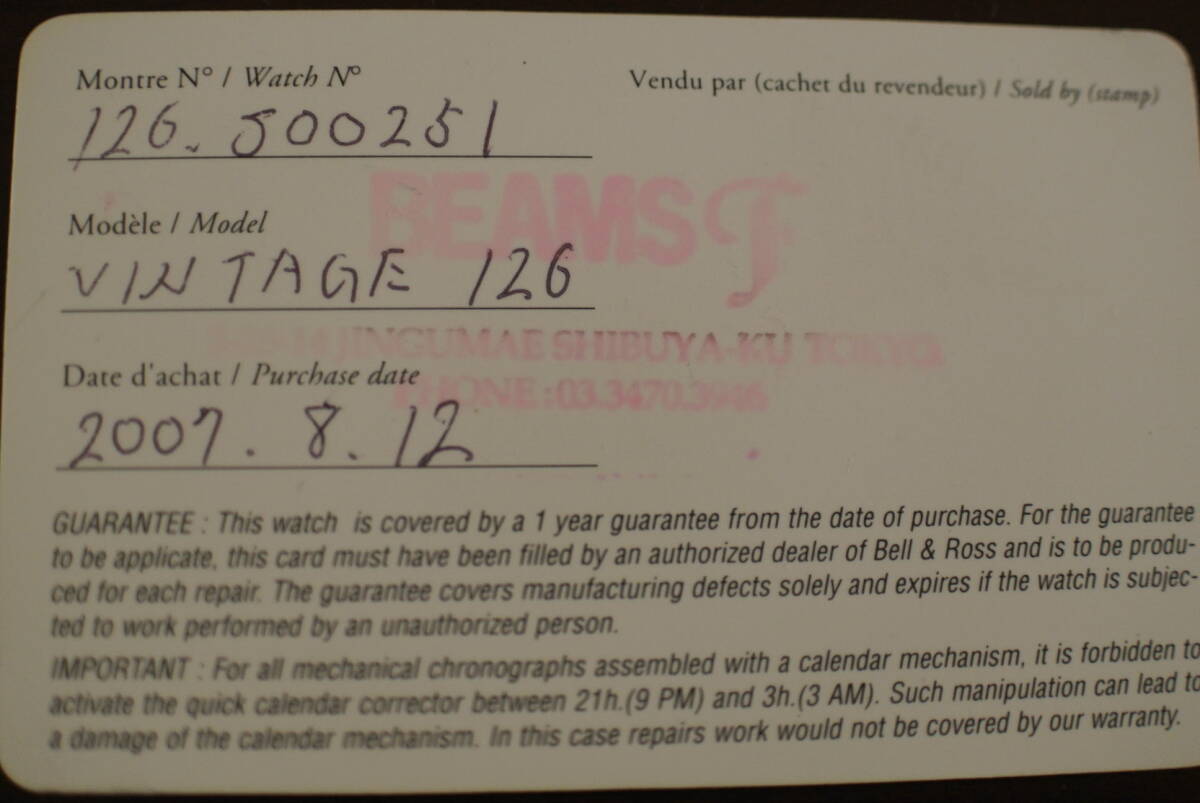 Montre N° / Watch N°
Vendu par (cachet du revendeur) / Sold by (stamp)
126. 500251
BEAMS F
Modèle / Model
VINTAGE 126
JINGUMAE SHIBUYA-KU TOKYO.
Date d'achat / Purchase date
PHONE:03.3470.3946
2007. 8. 12
GUARANTEE : This watch is covered by a 1 year guarantee from the date of purchase. For the guarantee
to be applicate, this card must have been filled by an authorized dealer of Bell & Ross and is to be produ-
ced for each repair. The guarantee covers manufacturing defects solely and expires if the watch is subjec-
ted to work performed by an unauthorized person.
IMPORTANT : For all mechanical chronographs assembled with a calendar mechanism, it is forbidden to
activate the quick calendar corrector between 21h.(9 PM) and 3h.(3 AM). Such manipulation can lead to
a damage of the calendar mechanism. In this case repairs work would not be covered by our warranty.